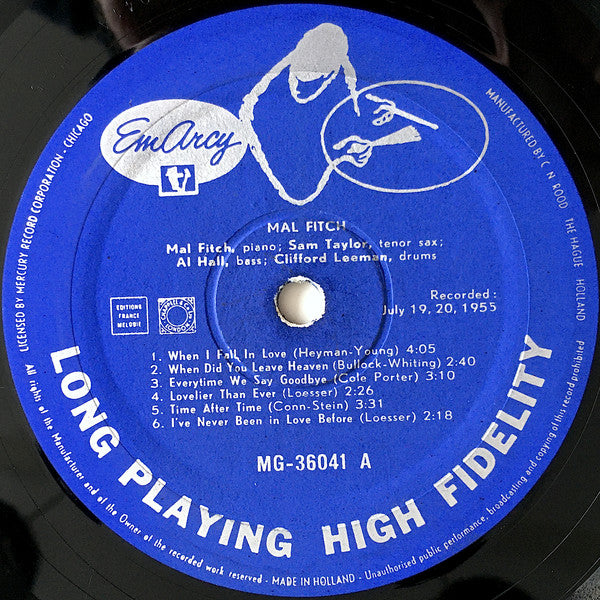 EmArcy
MAL FITCH
Mal Fitch, piano; Sam Taylor, tenor sax;
Al Hall, bass; Clifford Leeman, drums
EDITIONS
FRANCE
MELODIE
CHAPPELL & Co Ltd
LONDON
Recorded:
July 19, 20, 1955
1. When I Fall In Love (Heyman-Young) 4:05
2. When Did You Leave Heaven (Bullock-Whiting) 2:40
3. Everytime We Say Goodbye (Cole Porter) 3:10
4. Lovelier Than Ever (Loesser) 2:26
5. Time After Time (Conn-Stein) 3:31
6. I've Never Been in Love Before (Loesser) 2:18
MG-36041 A
LONG PLAYING HIGH FIDELITY
LICENSED BY MERCURY RECORD CORPORATION - CHICAGO
MANUFACTURED BY C N ROOD THE HAGUE HOLLAND
All rights of the Manufacturer and of the Owner of the recorded work reserved - MADE IN HOLLAND - Unauthorised public performance, broadcasting and copying of this record prohibited